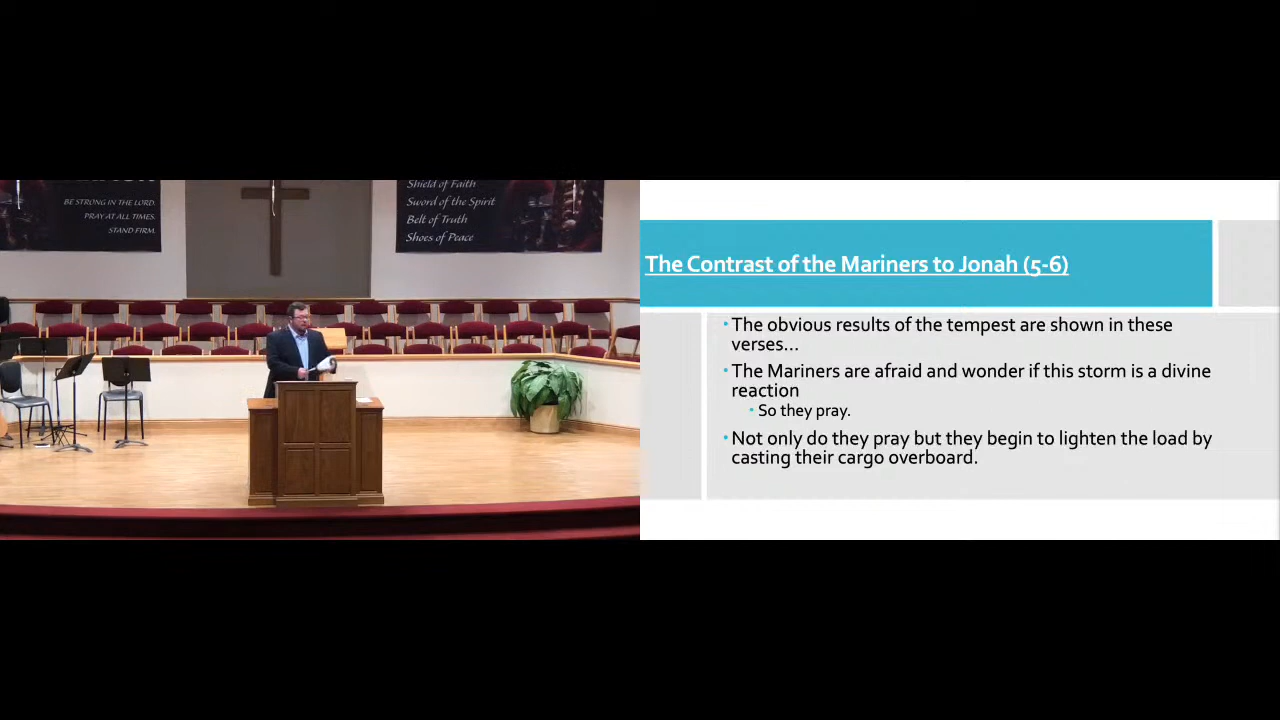 BE STRONG IN THE LORD.
PRAY AT ALL TIMES.
STAND FIRM.
Shield of Faith
Sword of the Spirit
Belt of Truth
Shoes of Peace
The Contrast of the Mariners to Jonah (5-6)
•The obvious results of the tempest are shown in these
verses...
•The Mariners are afraid and wonder if this storm is a divine
reaction
•So they pray.
•Not only do they pray but they begin to lighten the load by
casting their cargo overboard.